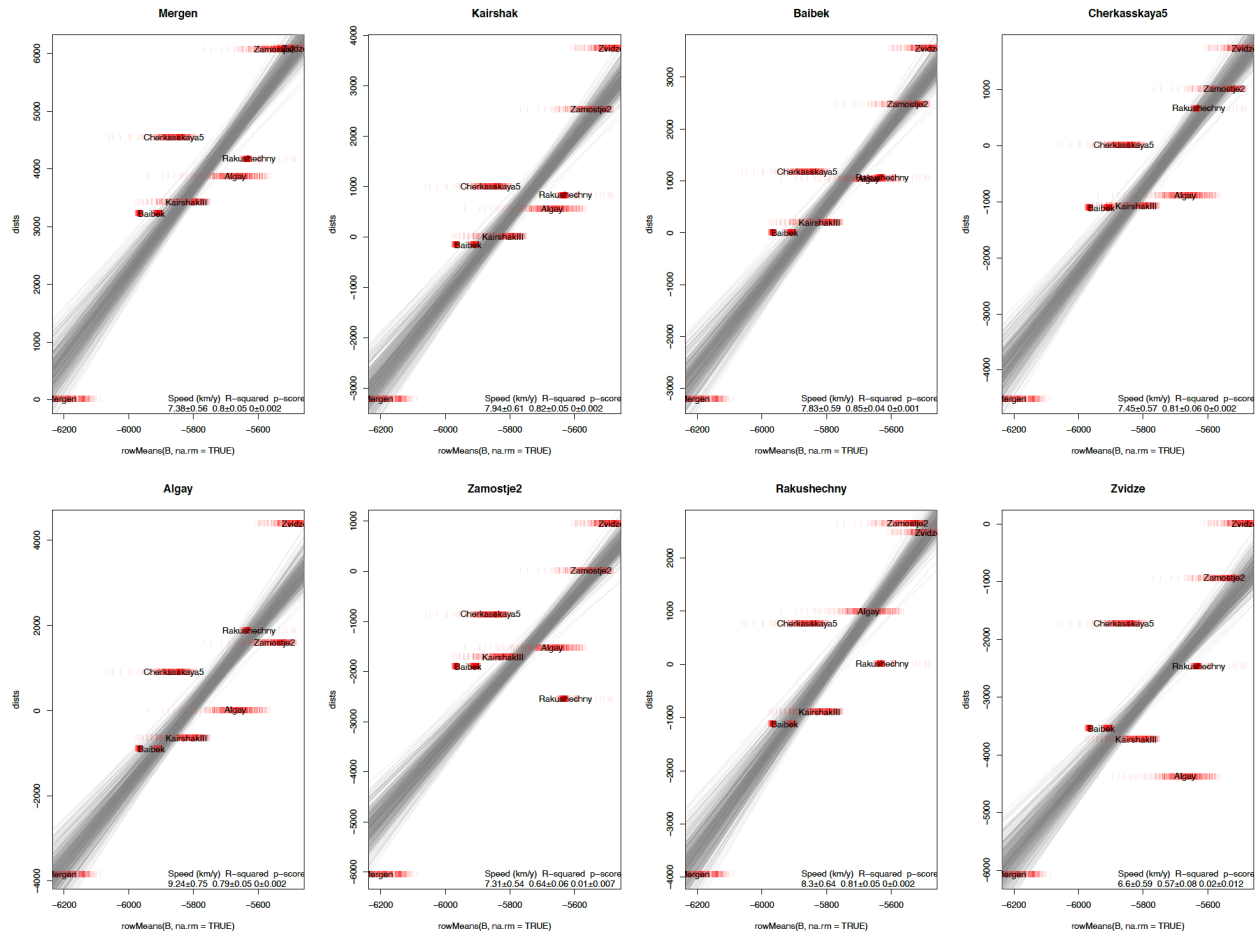 Mergen
Kairshak
Baibek
Cherkasskaya5
dists
6000
5000
4000
3000
2000
1000
0
Zvidze
Cherkasskaya5
Rakushechny
Algay
KairshakIII
Baibek
Speed (km/y) R−squared p−score
7.38±0.56 0.8±0.05 0±0.002
−6200 −6000 −5800 −5600
rowMeans(B, na.rm = TRUE)
dists
4000
3000
2000
1000
0
−1000
−2000
−3000
Zvidze
Zamostje2
Cherkasskaya5
Rakushechny
Algay
KairshakIII
Baibek
Speed (km/y) R−squared p−score
7.94±0.61 0.82±0.05 0±0.002
−6200 −6000 −5800 −5600
rowMeans(B, na.rm = TRUE)
dists
3000
2000
1000
0
−1000
−2000
−3000
Zvidze
Zamostje2
Cherkasskaya5
Rakushechny
Algay
KairshakIII
Baibek
Speed (km/y) R−squared p−score
7.83±0.59 0.85±0.04 0±0.001
−6200 −6000 −5800 −5600
rowMeans(B, na.rm = TRUE)
dists
1000
0
−1000
−2000
−3000
−4000
Zvidze
Zamostje2
Rakushechny
Cherkasskaya5
Algay
KairshakIII
Baibek
Speed (km/y) R−squared p−score
7.45±0.57 0.81±0.06 0±0.002
−6200 −6000 −5800 −5600
rowMeans(B, na.rm = TRUE)
Algay
Zamostje2
Rakushechny
Zvidze
dists
4000
2000
0
−2000
−4000
Zvidze
Rakushechny
Zamostje2
Cherkasskaya5
Algay
KairshakIII
Baibek
Speed (km/y) R−squared p−score
9.24±0.75 0.79±0.05 0±0.002
−6200 −6000 −5800 −5600
rowMeans(B, na.rm = TRUE)
dists
1000
0
−1000
−2000
−3000
−4000
−5000
−6000
Zvidze
Zamostje2
Cherkasskaya5
Algay
KairshakIII
Baibek
Rakushechny
Speed (km/y) R−squared p−score
7.31±0.54 0.64±0.06 0.01±0.007
−6200 −6000 −5800 −5600
rowMeans(B, na.rm = TRUE)
dists
2000
1000
0
−1000
−2000
−3000
−4000
Zamostje2
Zvidze
Algay
Cherkasskaya5
Rakushechny
KairshakIII
Baibek
Speed (km/y) R−squared p−score
8.3±0.64 0.81±0.05 0±0.002
−6200 −6000 −5800 −5600
rowMeans(B, na.rm = TRUE)
dists
0
−1000
−2000
−3000
−4000
−5000
−6000
Zvidze
Zamostje2
Cherkasskaya5
Rakushechny
Baibek
KairshakIII
Algay
Speed (km/y) R−squared p−score
6.6±0.59 0.57±0.08 0.02±0.012
−6200 −6000 −5800 −5600
rowMeans(B, na.rm = TRUE)